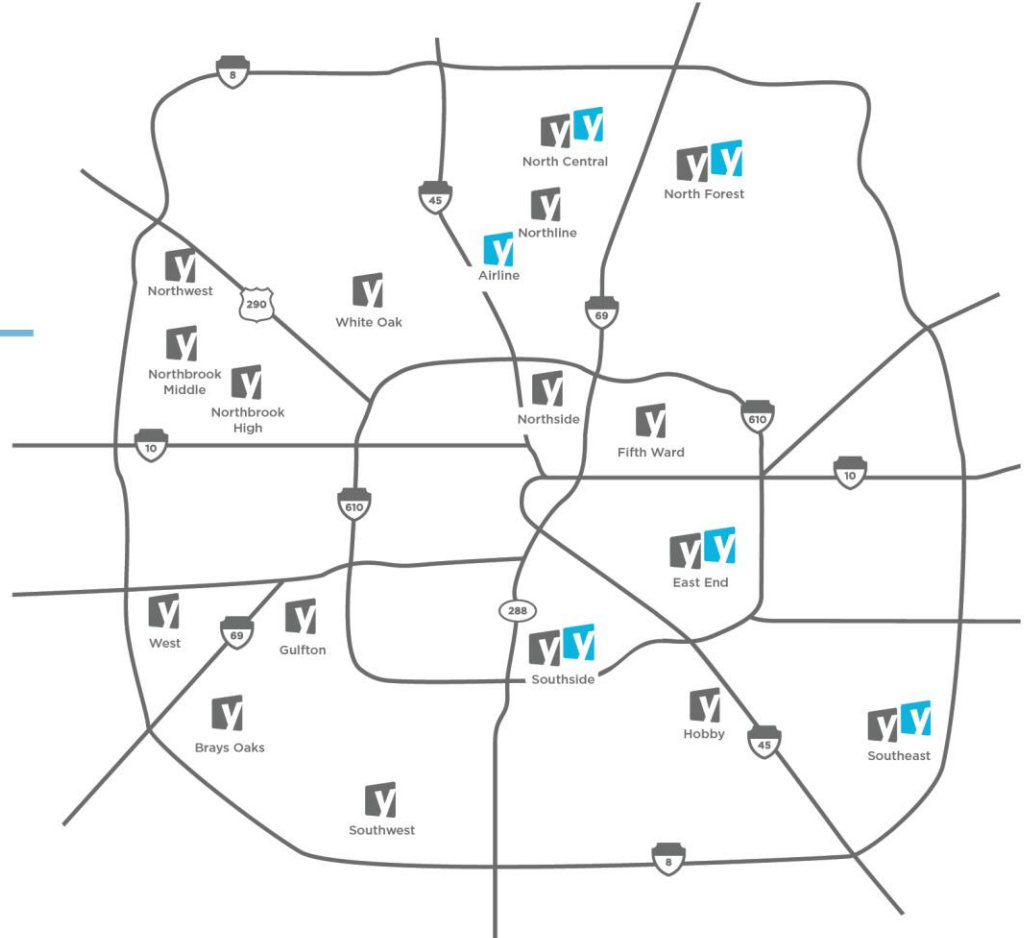 8
y y
North Central
y y
North Forest
45
y
Northline
y
Airline
y
Northwest
290
y
White Oak
69
y
Northbrook
Middle
y
Northbrook
High
y
Northside
y
Fifth Ward
610
10
10
610
y y
East End
y
West
69
y
Gulfton
288
y y
Southside
y
Brays Oaks
y
Hobby
45
y y
Southeast
y
Southwest
8